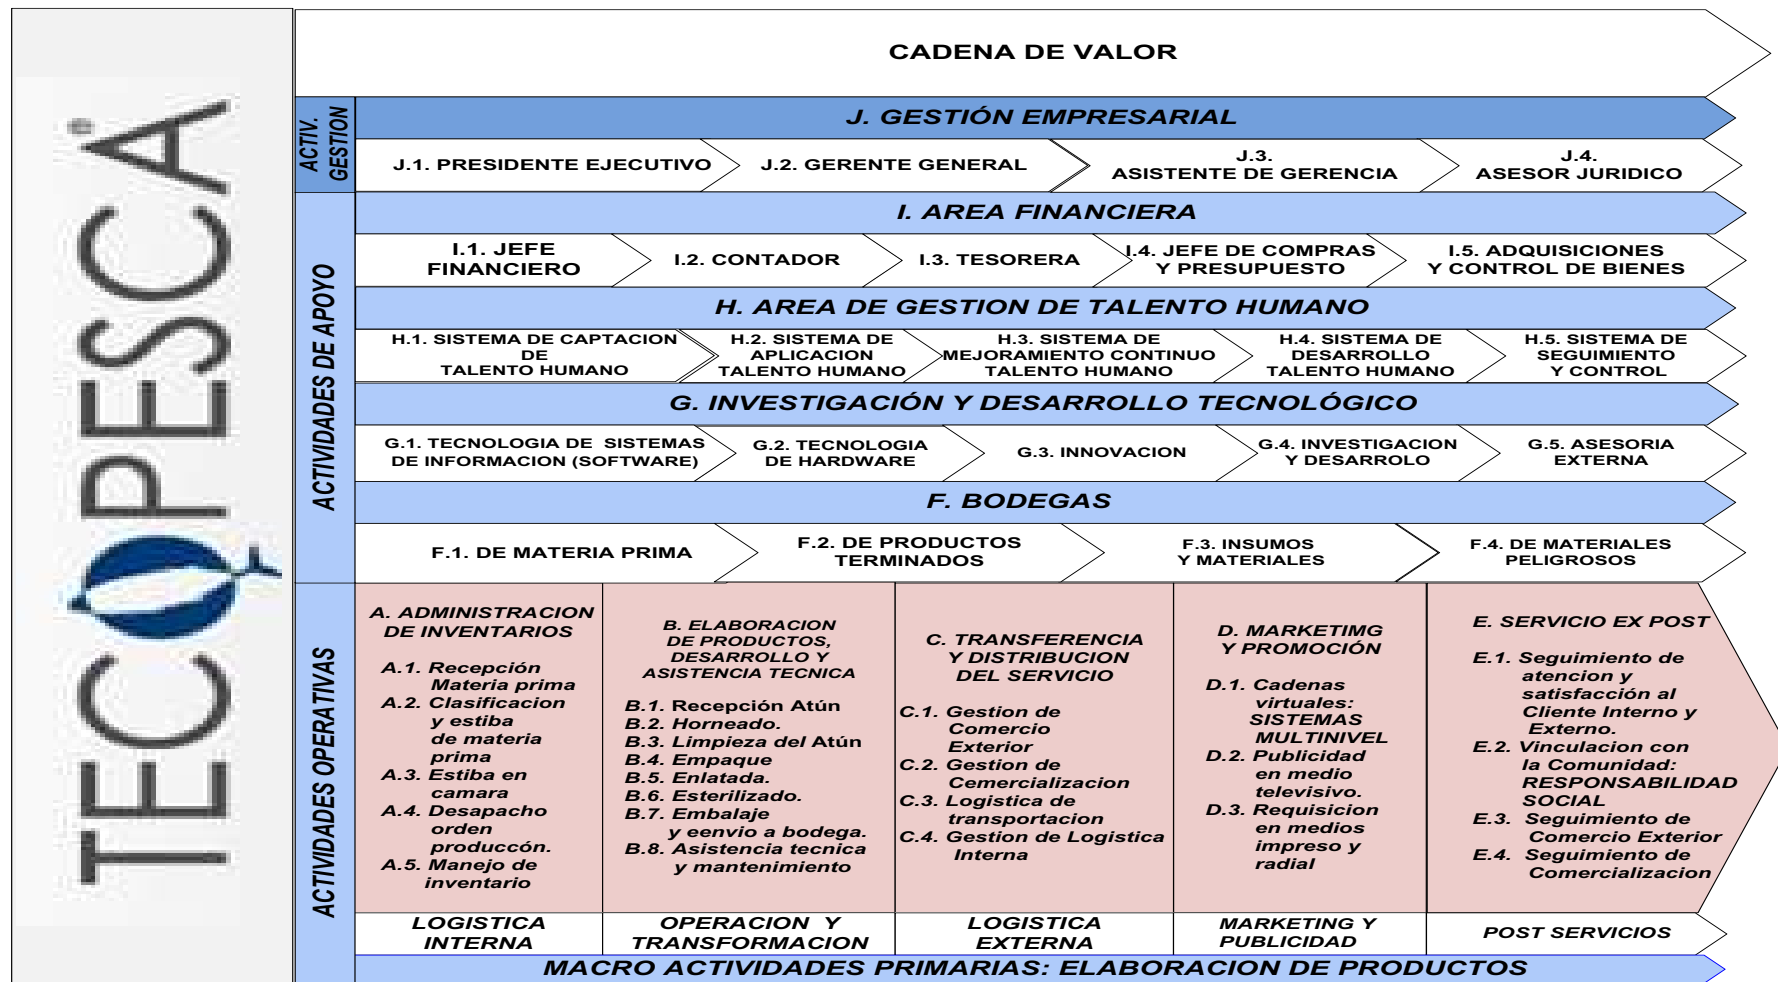 TECOPESCA®
CADENA DE VALOR
ACTIV.
GESTION
J. GESTIÓN EMPRESARIAL
J.1. PRESIDENTE EJECUTIVO
J.2. GERENTE GENERAL
J.3.
ASISTENTE DE GERENCIA
J.4.
ASESOR JURIDICO
ACTIVIDADES DE APOYO
I. AREA FINANCIERA
I.1. JEFE
FINANCIERO
I.2. CONTADOR
I.3. TESORERA
I.4. JEFE DE COMPRAS
Y PRESUPUESTO
I.5. ADQUISICIONES
Y CONTROL DE BIENES
H. AREA DE GESTION DE TALENTO HUMANO
H.1. SISTEMA DE CAPTACION
DE
TALENTO HUMANO
H.2. SISTEMA DE
APLICACION
TALENTO HUMANO
H.3. SISTEMA DE
MEJORAMIENTO CONTINUO
TALENTO HUMANO
H.4. SISTEMA DE
DESARROLLO
TALENTO HUMANO
H.5. SISTEMA DE
SEGUIMIENTO
Y CONTROL
G. INVESTIGACIÓN Y DESARROLLO TECNOLÓGICO
G.1. TECNOLOGIA DE SISTEMAS
DE INFORMACION (SOFTWARE)
G.2. TECNOLOGIA
DE HARDWARE
G.3. INNOVACION
G.4. INVESTIGACION
Y DESARROLO
G.5. ASESORIA
EXTERNA
F. BODEGAS
F.1. DE MATERIA PRIMA
F.2. DE PRODUCTOS
TERMINADOS
F.3. INSUMOS
Y MATERIALES
F.4. DE MATERIALES
PELIGROSOS
ACTIVIDADES OPERATIVAS
A. ADMINISTRACION
DE INVENTARIOS
A.1. Recepción
Materia prima
A.2. Clasificacion
y estiba
de materia
prima
A.3. Estiba en
camara
A.4. Desapacho
orden
produccón.
A.5. Manejo de
inventario
B. ELABORACION
DE PRODUCTOS,
DESARROLLO Y
ASISTENCIA TECNICA
B.1. Recepción Atún
B.2. Horneado.
B.3. Limpieza del Atún
B.4. Empaque
B.5. Enlatada.
B.6. Esterilizado.
B.7. Embalaje
y eenvio a bodega.
B.8. Asistencia tecnica
y mantenimiento
C. TRANSFERENCIA
Y DISTRIBUCION
DEL SERVICIO
C.1. Gestion de
Comercio
Exterior
C.2. Gestion de
Cemercializacion
C.3. Logistica de
transportacion
C.4. Gestion de Logistica
Interna
D. MARKETIMG
Y PROMOCIÓN
D.1. Cadenas
virtuales:
SISTEMAS
MULTINIVEL
D.2. Publicidad
en medio
televisivo.
D.3. Requisicion
en medios
impreso y
radial
E. SERVICIO EX POST
E.1. Seguimiento de
atencion y
satisfacción al
Cliente Interno y
Externo.
E.2. Vinculacion con
la Comunidad:
RESPONSABILIDAD
SOCIAL
E.3. Seguimiento de
Comercio Exterior
E.4. Seguimiento de
Comercializacion
LOGISTICA
INTERNA
OPERACION Y
TRANSFORMACION
LOGISTICA
EXTERNA
MARKETING Y
PUBLICIDAD
POST SERVICIOS
MACRO ACTIVIDADES PRIMARIAS: ELABORACION DE PRODUCTOS